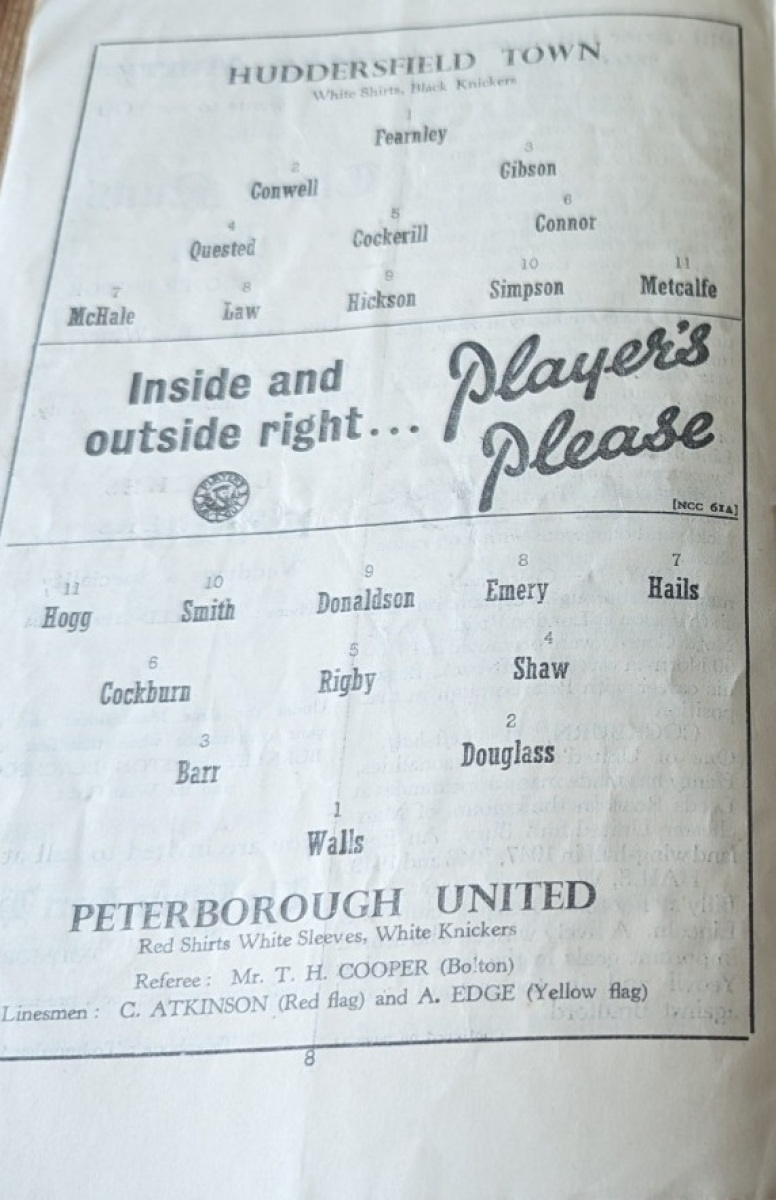 HUDDERSFIELD TOWN
White Shirts, Black Knickers
1
Fearnley
2 3
Conwell Gibson
4 5 6
Quested Cockerill Connor
7 8 9 10 11
McHale Law Hickson Simpson Metcalfe
Inside and
outside right...
Player's
Please
[NCC 61A]
11 10 9 8 7
Hogg Smith Donaldson Emery Hails
6 5 4
Cockburn Rigby Shaw
3 2
Barr Douglass
1
Walls
PETERBOROUGH UNITED
Red Shirts White Sleeves, White Knickers
Referee : Mr. T. H. COOPER (Bolton)
Linesmen : C. ATKINSON (Red flag) and A. EDGE (Yellow flag)
8